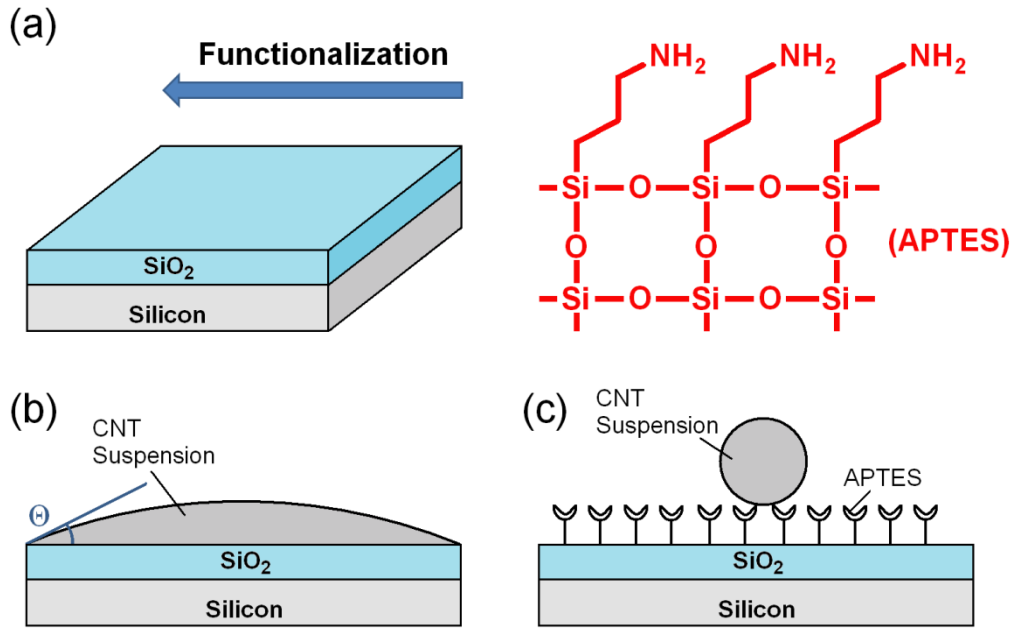 (a)
Functionalization
SiO₂
Silicon
NH₂ NH₂ NH₂
Si O Si O Si
O O O
(APTES)
Si O Si O Si
(b)
CNT
Suspension
Θ
SiO₂
Silicon
(c)
CNT
Suspension
APTES
SiO₂
Silicon